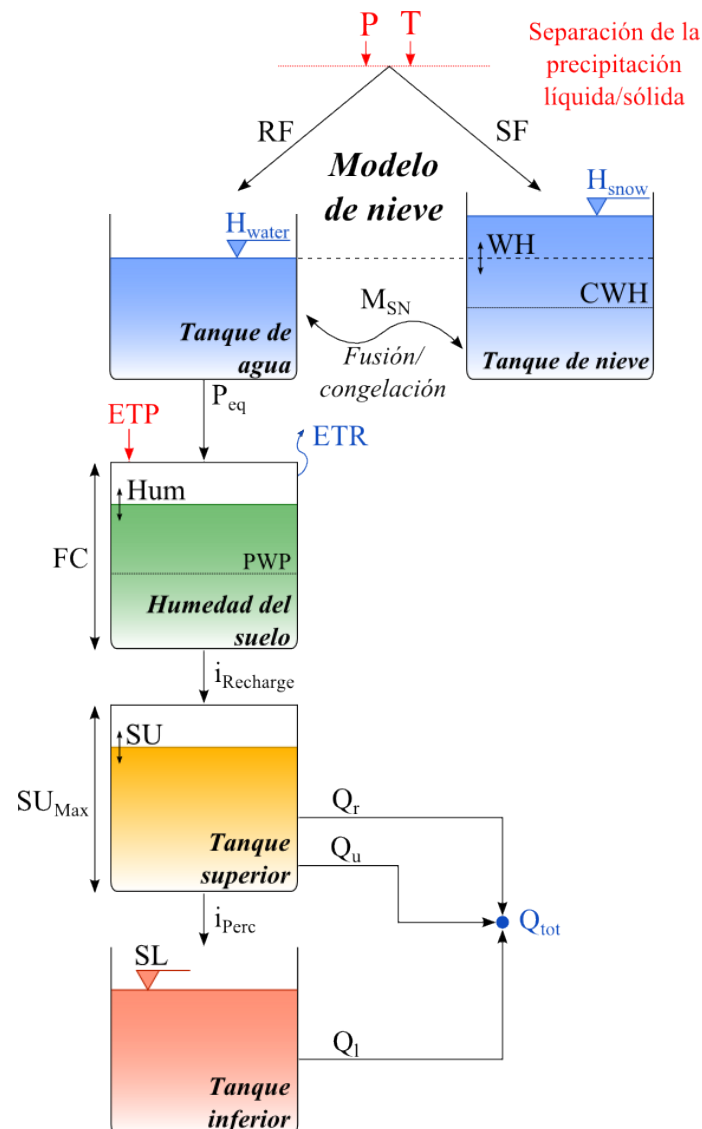 P
T
Separación de la
precipitación
líquida/sólida
RF
SF
Modelo
de nieve
H_water
H_snow
WH
CWH
M_SN
Tanque de
agua
Fusión/
congelación
Tanque de nieve
P_eq
ETP
ETR
Hum
FC
PWP
Humedad del
suelo
i_Recharge
SU
SU_Max
Q_r
Tanque
superior
Q_u
i_Perc
Q_tot
SL
Q_l
Tanque
inferior